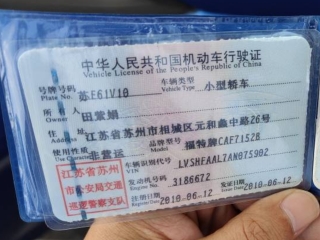 中华人民共和国机动车行驶证
Vehicle License of the People's Republic of China
号牌号码 苏E61V10 车辆类型 小型轿车
Plate No. Vehicle Type
所有人 田紫娟
Owner
住址 江苏省苏州市相城区元和鑫中路26号
使用性质 非营运 品牌型号 福特牌CAF7152B
Use Character
江苏省苏州
市公安局交通
巡逻警察支队
车辆识别代号 LVSHFAAL7AN075902
VIN
发动机号码 3186672
Engine No.
注册日期 2010-06-12 发证日期 2010-06-12